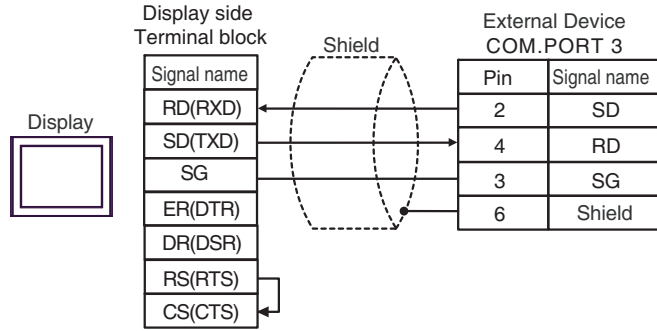 Display side
Terminal block
Shield
External Device
COM.PORT 3
Signal name
Pin Signal name
RD(RXD) 2 SD
Display
SD(TXD) 4 RD
SG 3 SG
ER(DTR) 6 Shield
DR(DSR)
RS(RTS)
CS(CTS)